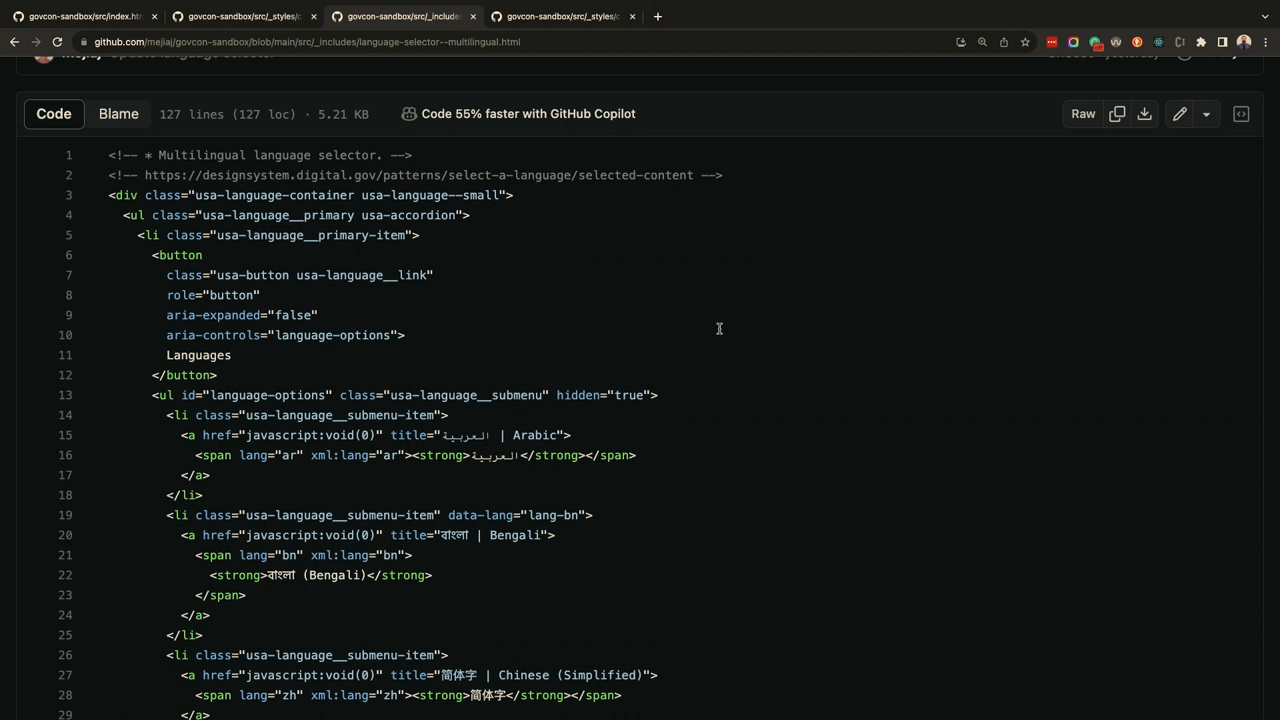 govcon-sandbox/src/index.htm
govcon-sandbox/src/_styles/c
govcon-sandbox/src/_include
govcon-sandbox/src/_styles/c
github.com/mejiaj/govcon-sandbox/blob/main/src/_includes/language-selector--multilingual.html
Code
Blame
127 lines (127 loc) · 5.21 KB
Code 55% faster with GitHub Copilot
Raw
1 <!-- * Multilingual language selector. -->
2 <!-- https://designsystem.digital.gov/patterns/select-a-language/selected-content -->
3 <div class="usa-language-container usa-language--small">
4 <ul class="usa-language__primary usa-accordion">
5 <li class="usa-language__primary-item">
6 <button
7 class="usa-button usa-language__link"
8 role="button"
9 aria-expanded="false"
10 aria-controls="language-options">
11 Languages
12 </button>
13 <ul id="language-options" class="usa-language__submenu" hidden="true">
14 <li class="usa-language__submenu-item">
15 <a href="javascript:void(0)" title="العربية | Arabic">
16 <span lang="ar" xml:lang="ar"><strong>العربية</strong></span>
17 </a>
18 </li>
19 <li class="usa-language__submenu-item" data-lang="lang-bn">
20 <a href="javascript:void(0)" title="বাংলা | Bengali">
21 <span lang="bn" xml:lang="bn">
22 <strong>বাংলা (Bengali)</strong>
23 </span>
24 </a>
25 </li>
26 <li class="usa-language__submenu-item">
27 <a href="javascript:void(0)" title="简体字 | Chinese (Simplified)">
28 <span lang="zh" xml:lang="zh"><strong>简体字</strong></span>
29 </a>